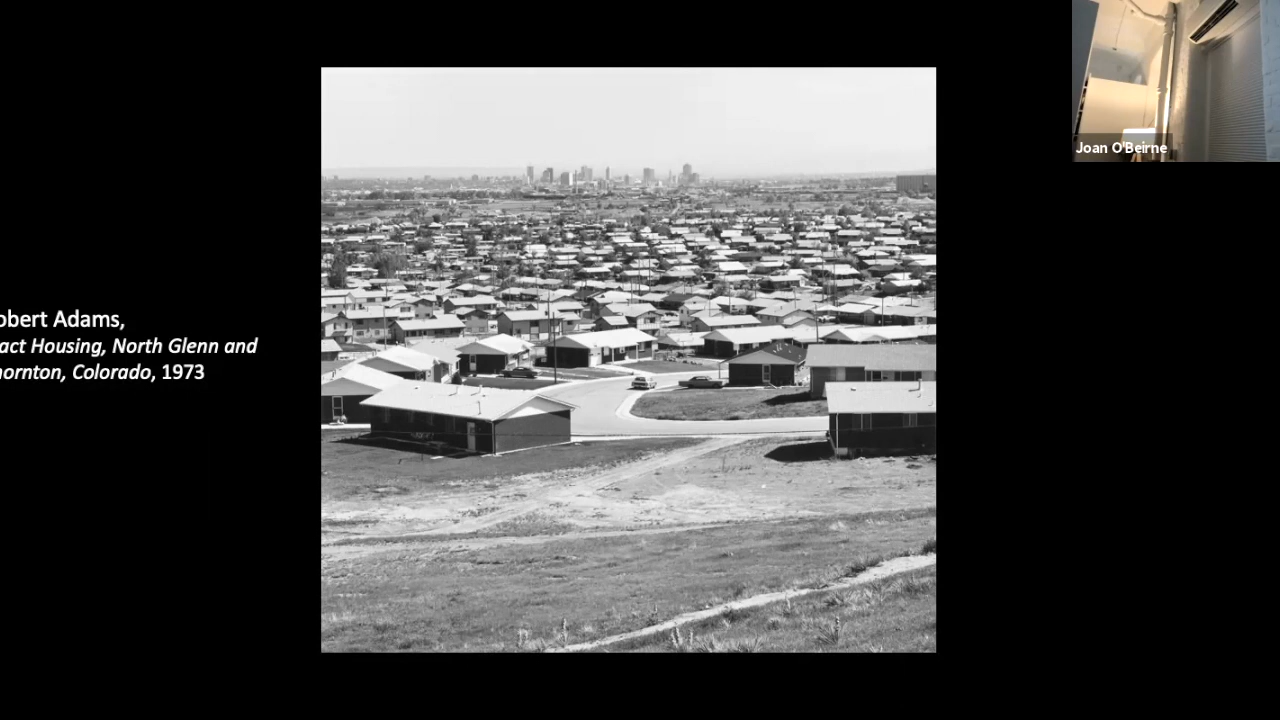 obert Adams,
act Housing, North Glenn and
hornton, Colorado, 1973
Joan O'Beirne